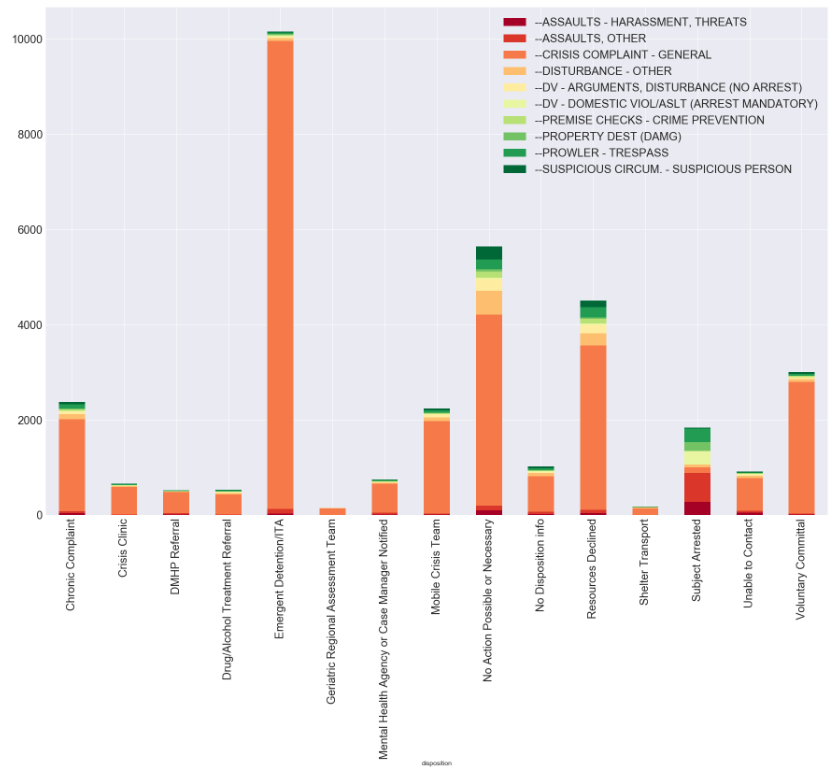 10000
8000
6000
4000
2000
0
--ASSAULTS - HARASSMENT, THREATS
--ASSAULTS, OTHER
--CRISIS COMPLAINT - GENERAL
--DISTURBANCE - OTHER
--DV - ARGUMENTS, DISTURBANCE (NO ARREST)
--DV - DOMESTIC VIOL/ASLT (ARREST MANDATORY)
--PREMISE CHECKS - CRIME PREVENTION
--PROPERTY DEST (DAMG)
--PROWLER - TRESPASS
--SUSPICIOUS CIRCUM. - SUSPICIOUS PERSON
Chronic Complaint
Crisis Clinic
DMHP Referral
Drug/Alcohol Treatment Referral
Emergent Detention/ITA
Geriatric Regional Assessment Team
Mental Health Agency or Case Manager Notified
Mobile Crisis Team
No Action Possible or Necessary
No Disposition info
Resources Declined
Shelter Transport
Subject Arrested
Unable to Contact
Voluntary Committal
disposition